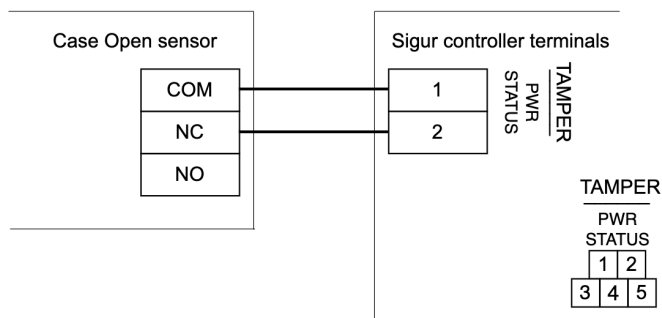 Case Open sensor
Sigur controller terminals
COM
NC
NO
1
2
TAMPER
PWR
STATUS
TAMPER
PWR
STATUS
1 2
3 4 5